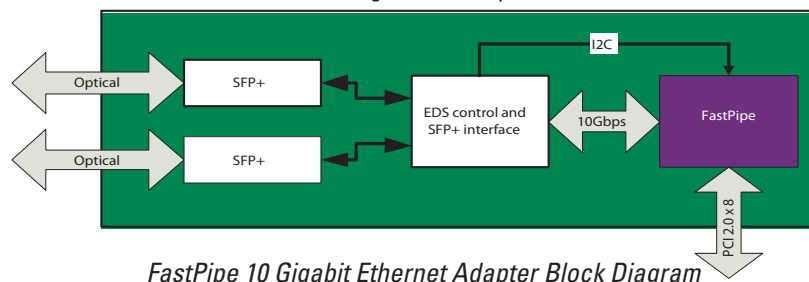 I2C
Optical
SFP+
EDS control and
SFP+ interface
10Gbps
FastPipe
Optical
SFP+
PCI 2.0 x 8
FastPipe 10 Gigabit Ethernet Adapter Block Diagram